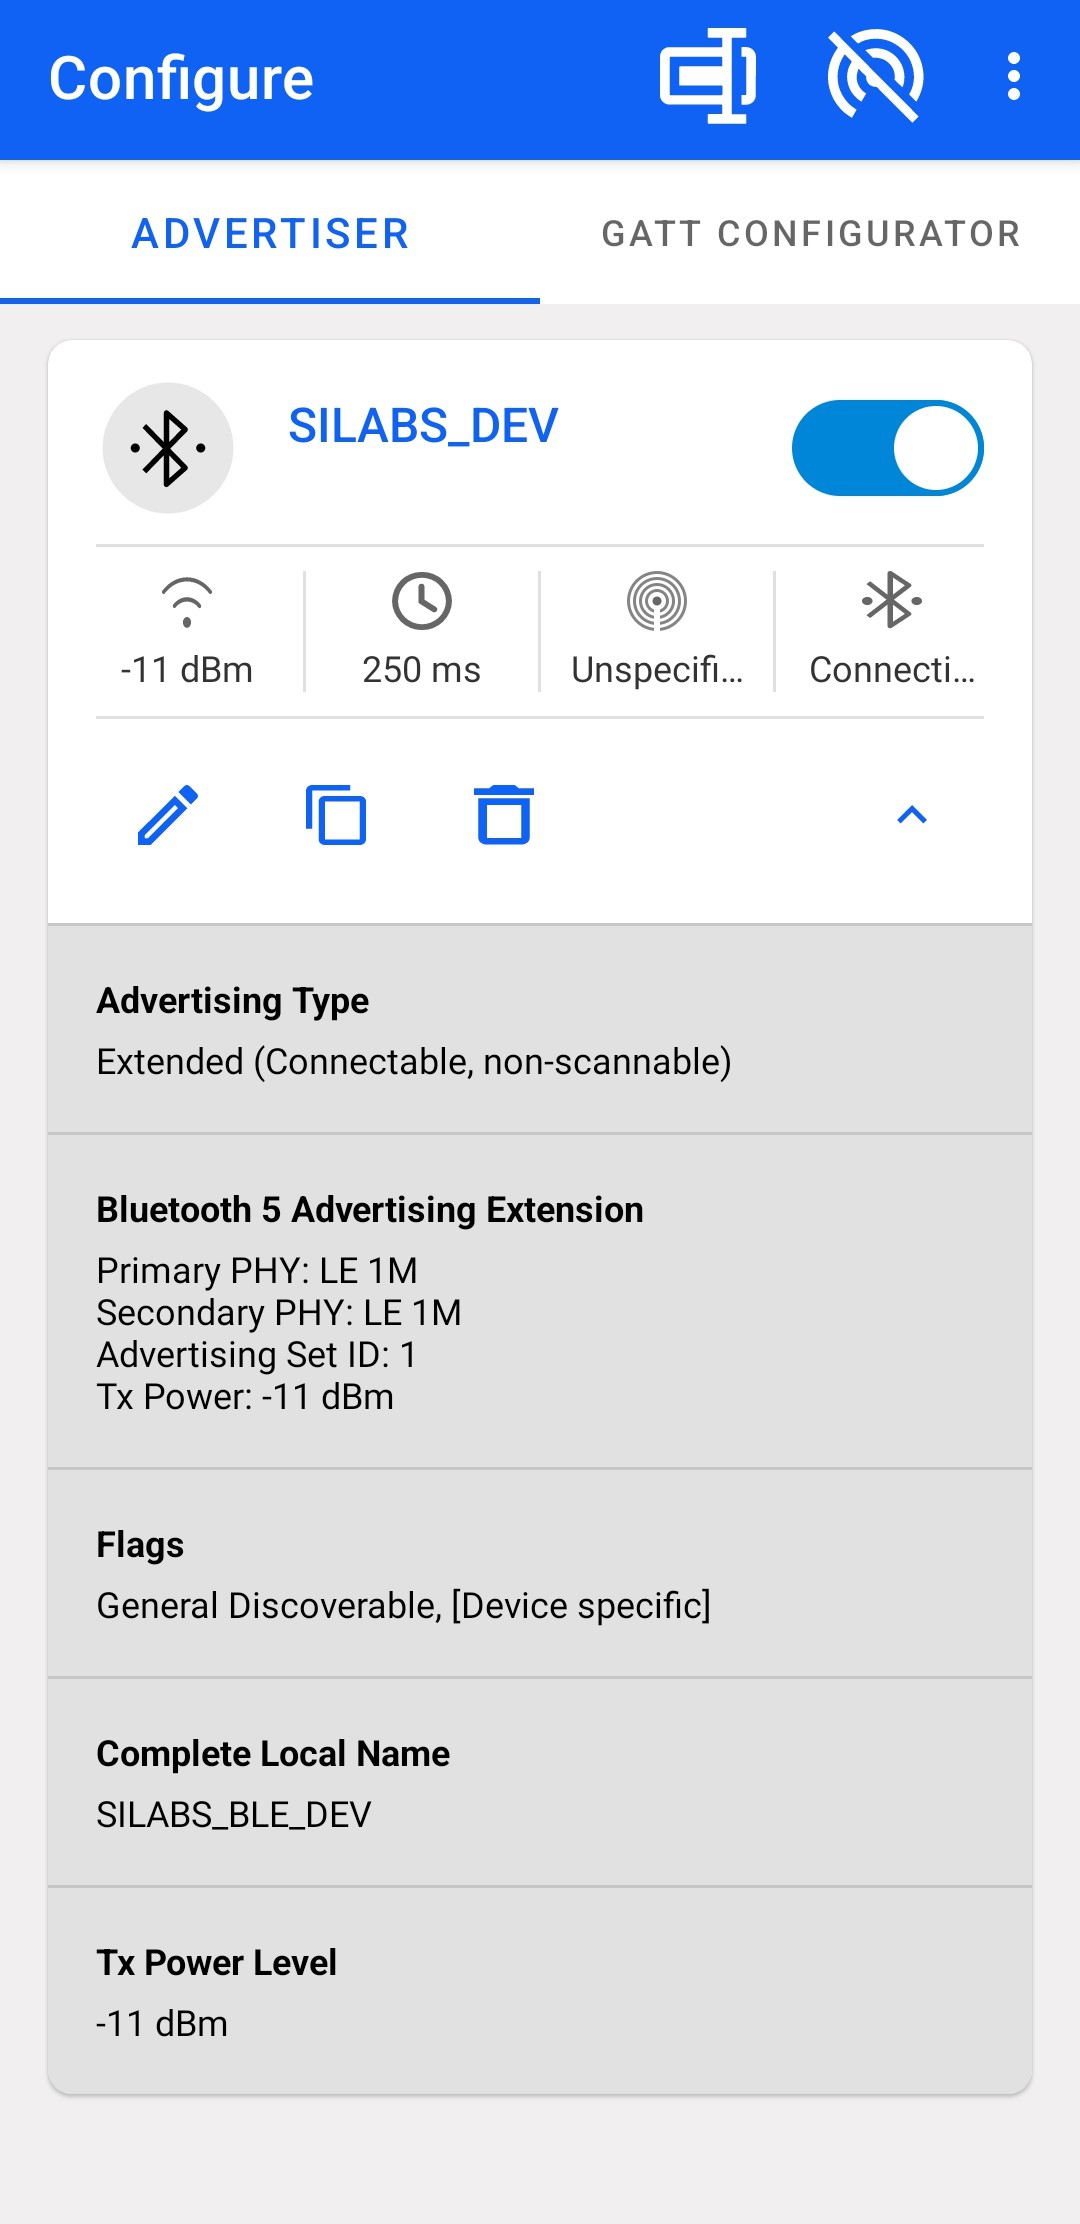 Configure
ADVERTISER
GATT CONFIGURATOR
SILABS_DEV
-11 dBm
250 ms
Unspecifi...
Connecti...
Advertising Type
Extended (Connectable, non-scannable)
Bluetooth 5 Advertising Extension
Primary PHY: LE 1M
Secondary PHY: LE 1M
Advertising Set ID: 1
Tx Power: -11 dBm
Flags
General Discoverable, [Device specific]
Complete Local Name
SILABS_BLE_DEV
Tx Power Level
-11 dBm